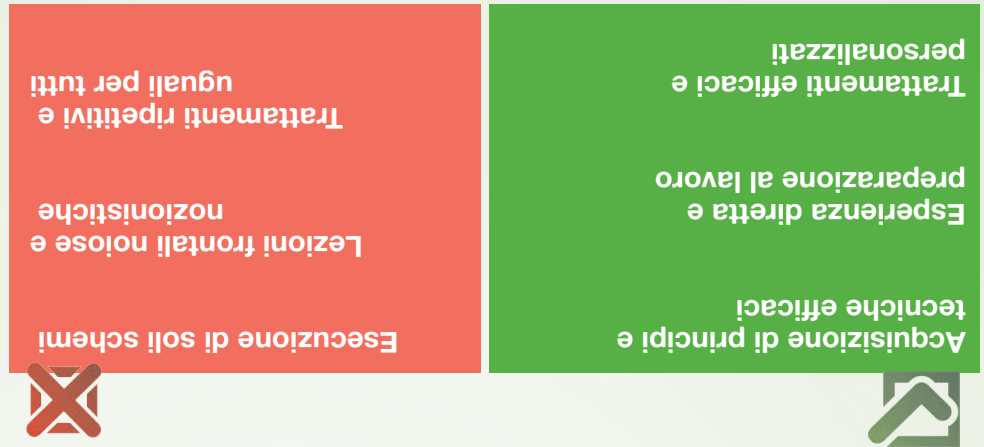 Acquisizione di principi e
tecniche efficaci
Esperienza diretta e
preparazione al lavoro
Trattamenti efficaci e
personalizzati
Esecuzione di soli schemi
Lezioni frontali noiose e
nozionistiche
Trattamenti ripetitivi e
uguali per tutti